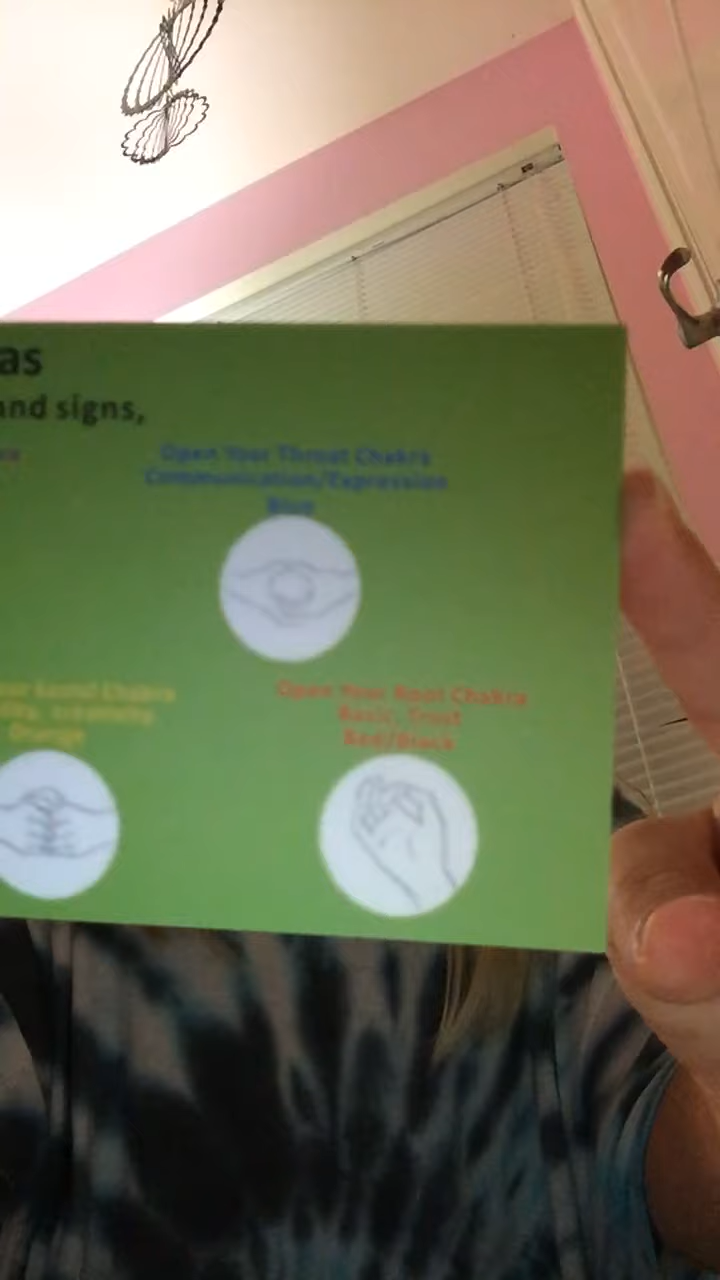 as
and signs,
Open Your Throat Chakra
Communication/Expression
Blue
Chakra
Orange
Open Your Root Chakra
Basic, Trust
Red/Black